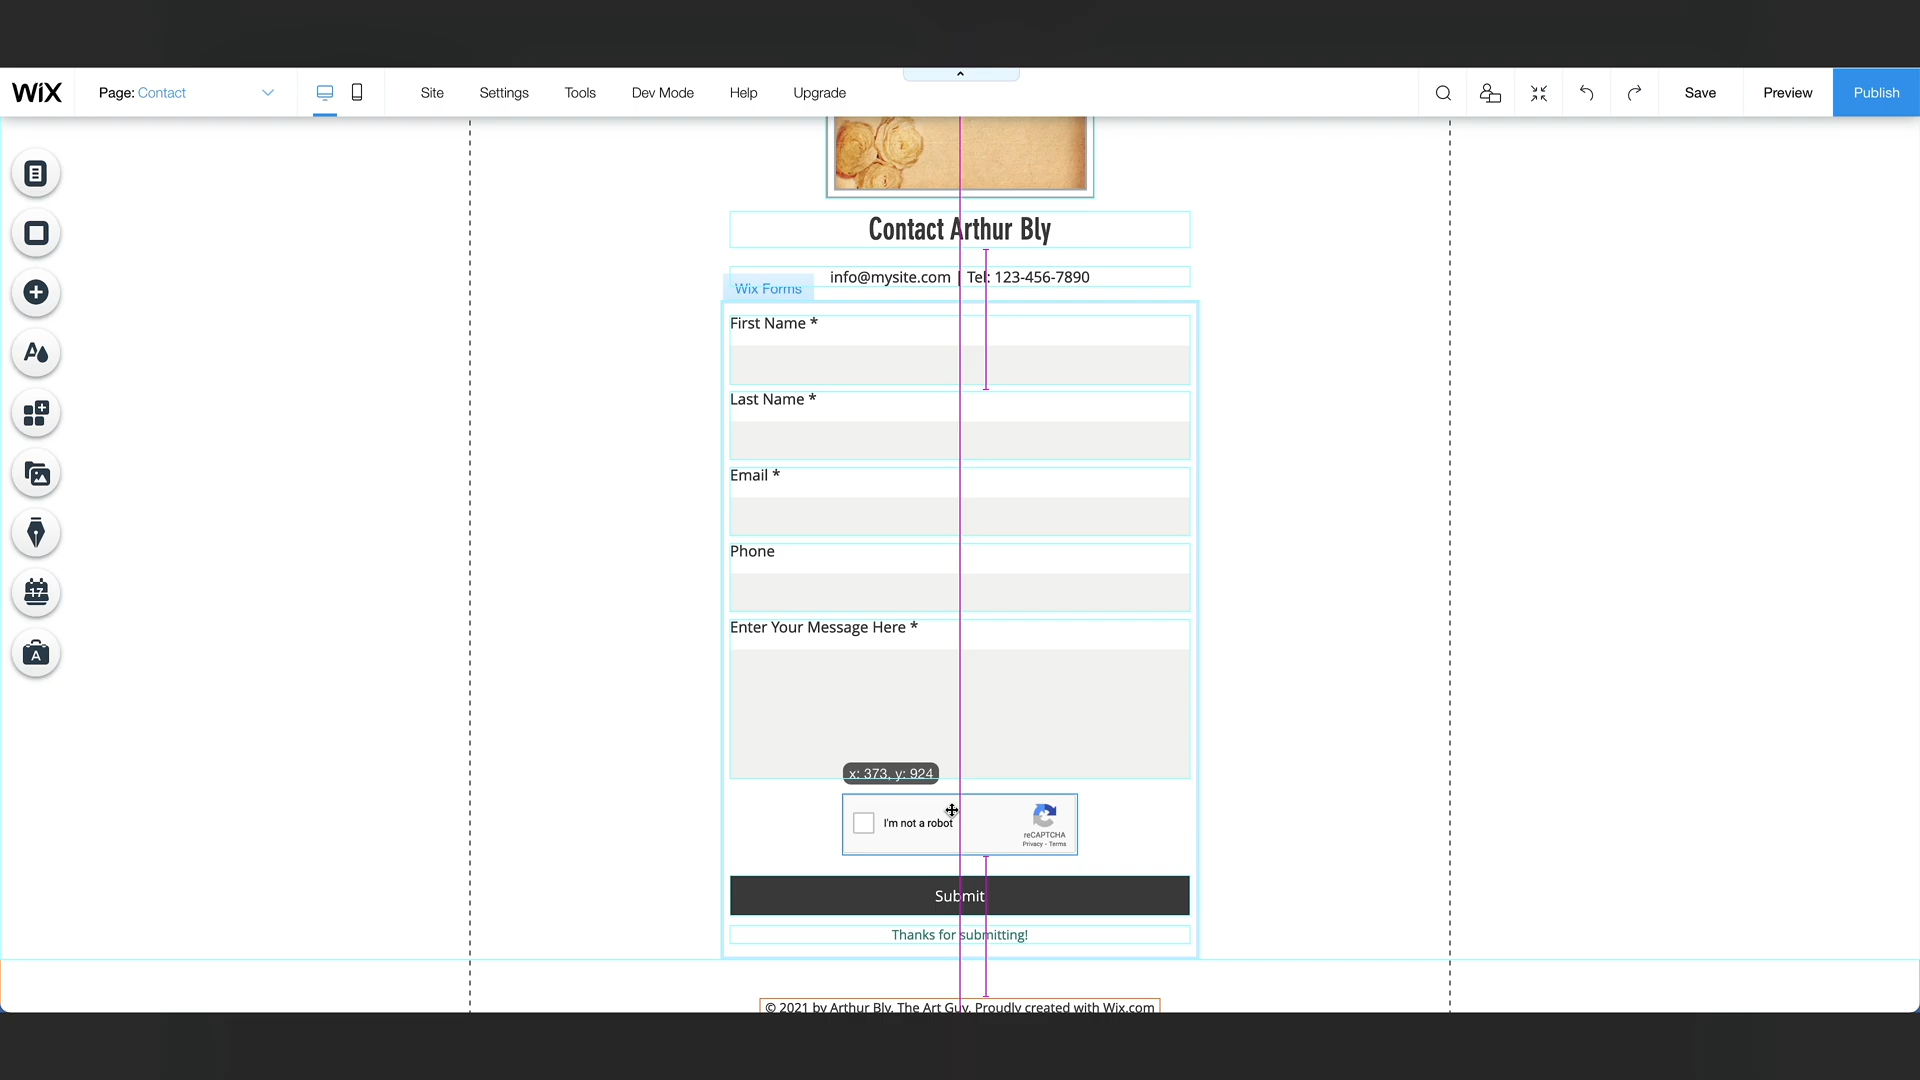 WiX
Page: Contact
Site
Settings
Tools
Dev Mode
Help
Upgrade
Save
Preview
Publish
Contact Arthur Bly
info@mysite.com | Tel: 123-456-7890
Wix Forms
First Name *
Last Name *
Email *
Phone
Enter Your Message Here *
x: 373, y: 924
I'm not a robot
reCAPTCHA
Privacy - Terms
Submit
Thanks for submitting!
© 2021 by Arthur Bly. The Art Guy. Proudly created with Wix.com
A
17
A